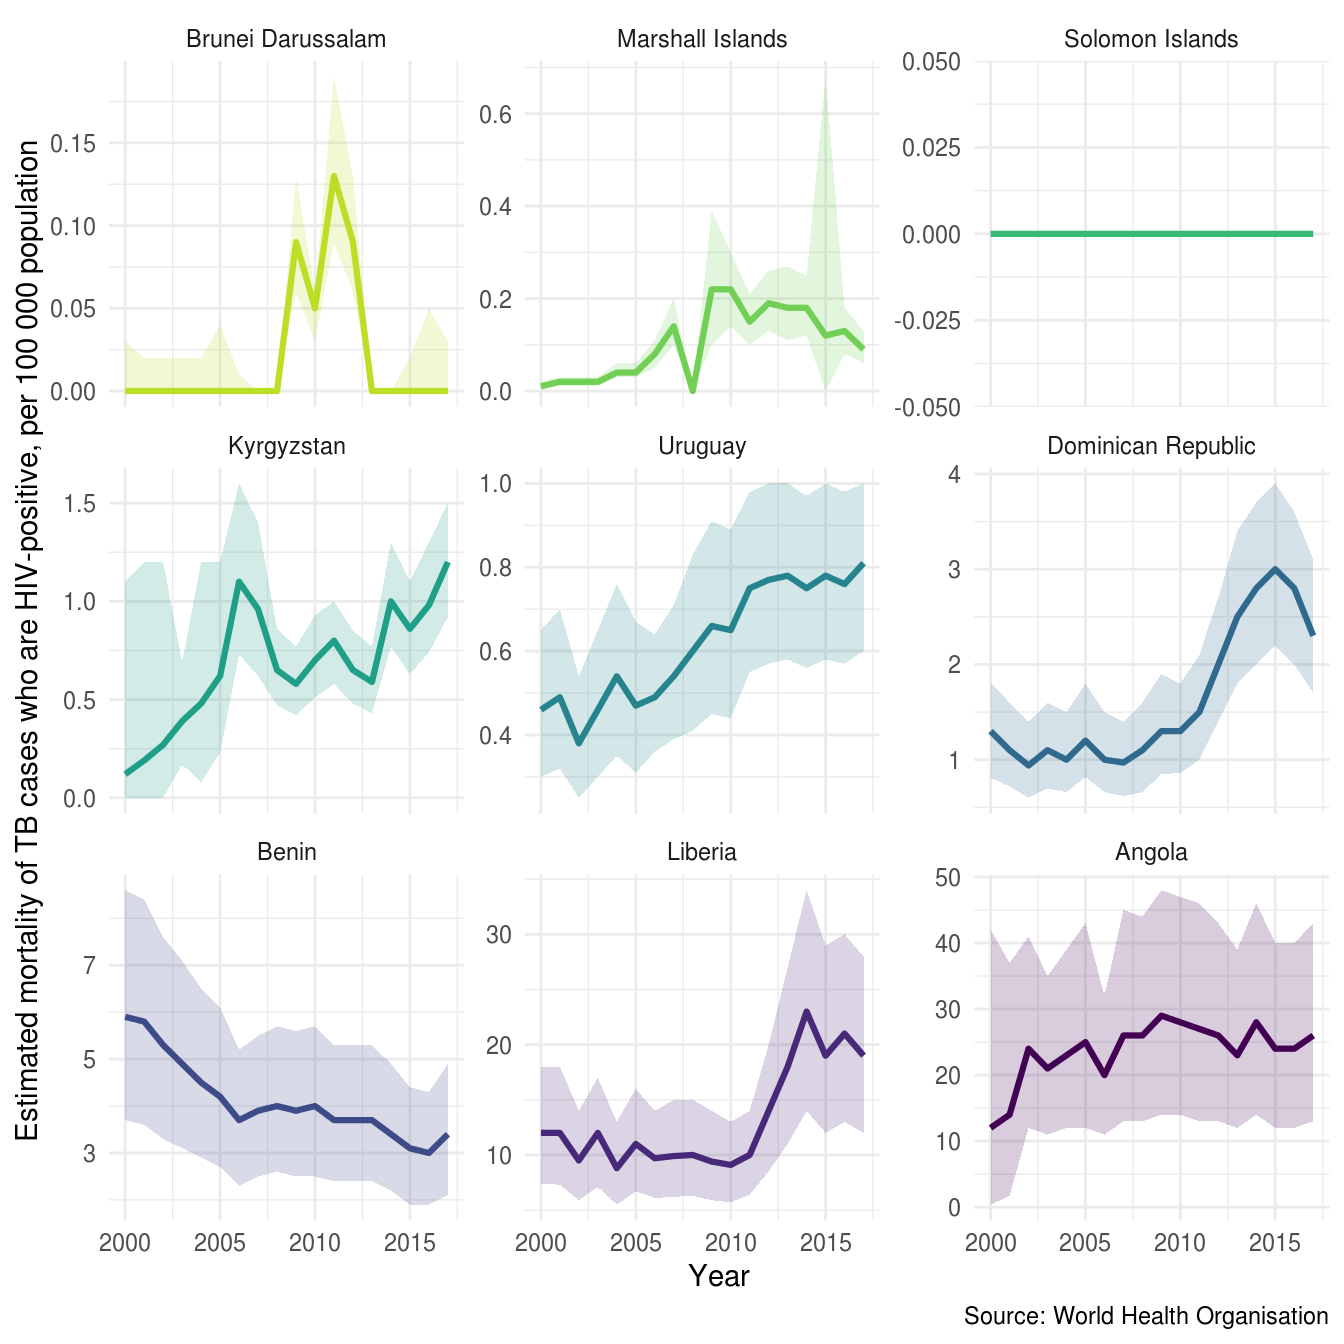 Brunei Darussalam
Marshall Islands
Solomon Islands
0.15
0.10
0.05
0.00
0.6
0.4
0.2
0.0
0.050
0.025
0.000
-0.025
-0.050
Estimated mortality of TB cases who are HIV-positive, per 100 000 population
Kyrgyzstan
Uruguay
Dominican Republic
1.5
1.0
0.5
0.0
1.0
0.8
0.6
0.4
4
3
2
1
Benin
Liberia
Angola
7
5
3
30
20
10
50
40
30
20
10
0
2000 2005 2010 2015
2000 2005 2010 2015
2000 2005 2010 2015
Year
Source: World Health Organisation